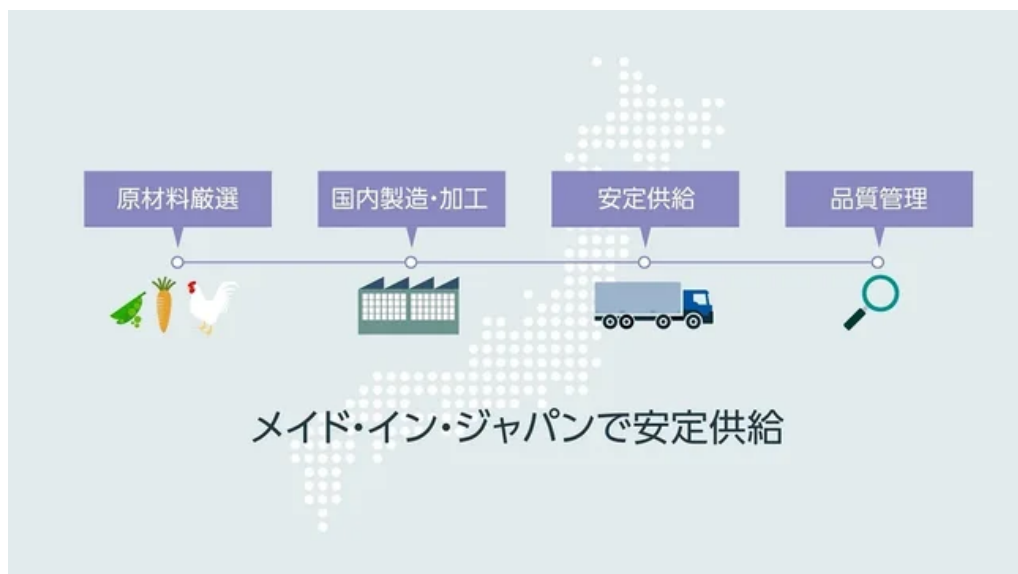 原材料厳選
国内製造・加工
安定供給
品質管理
メイド・イン・ジャパンで安定供給